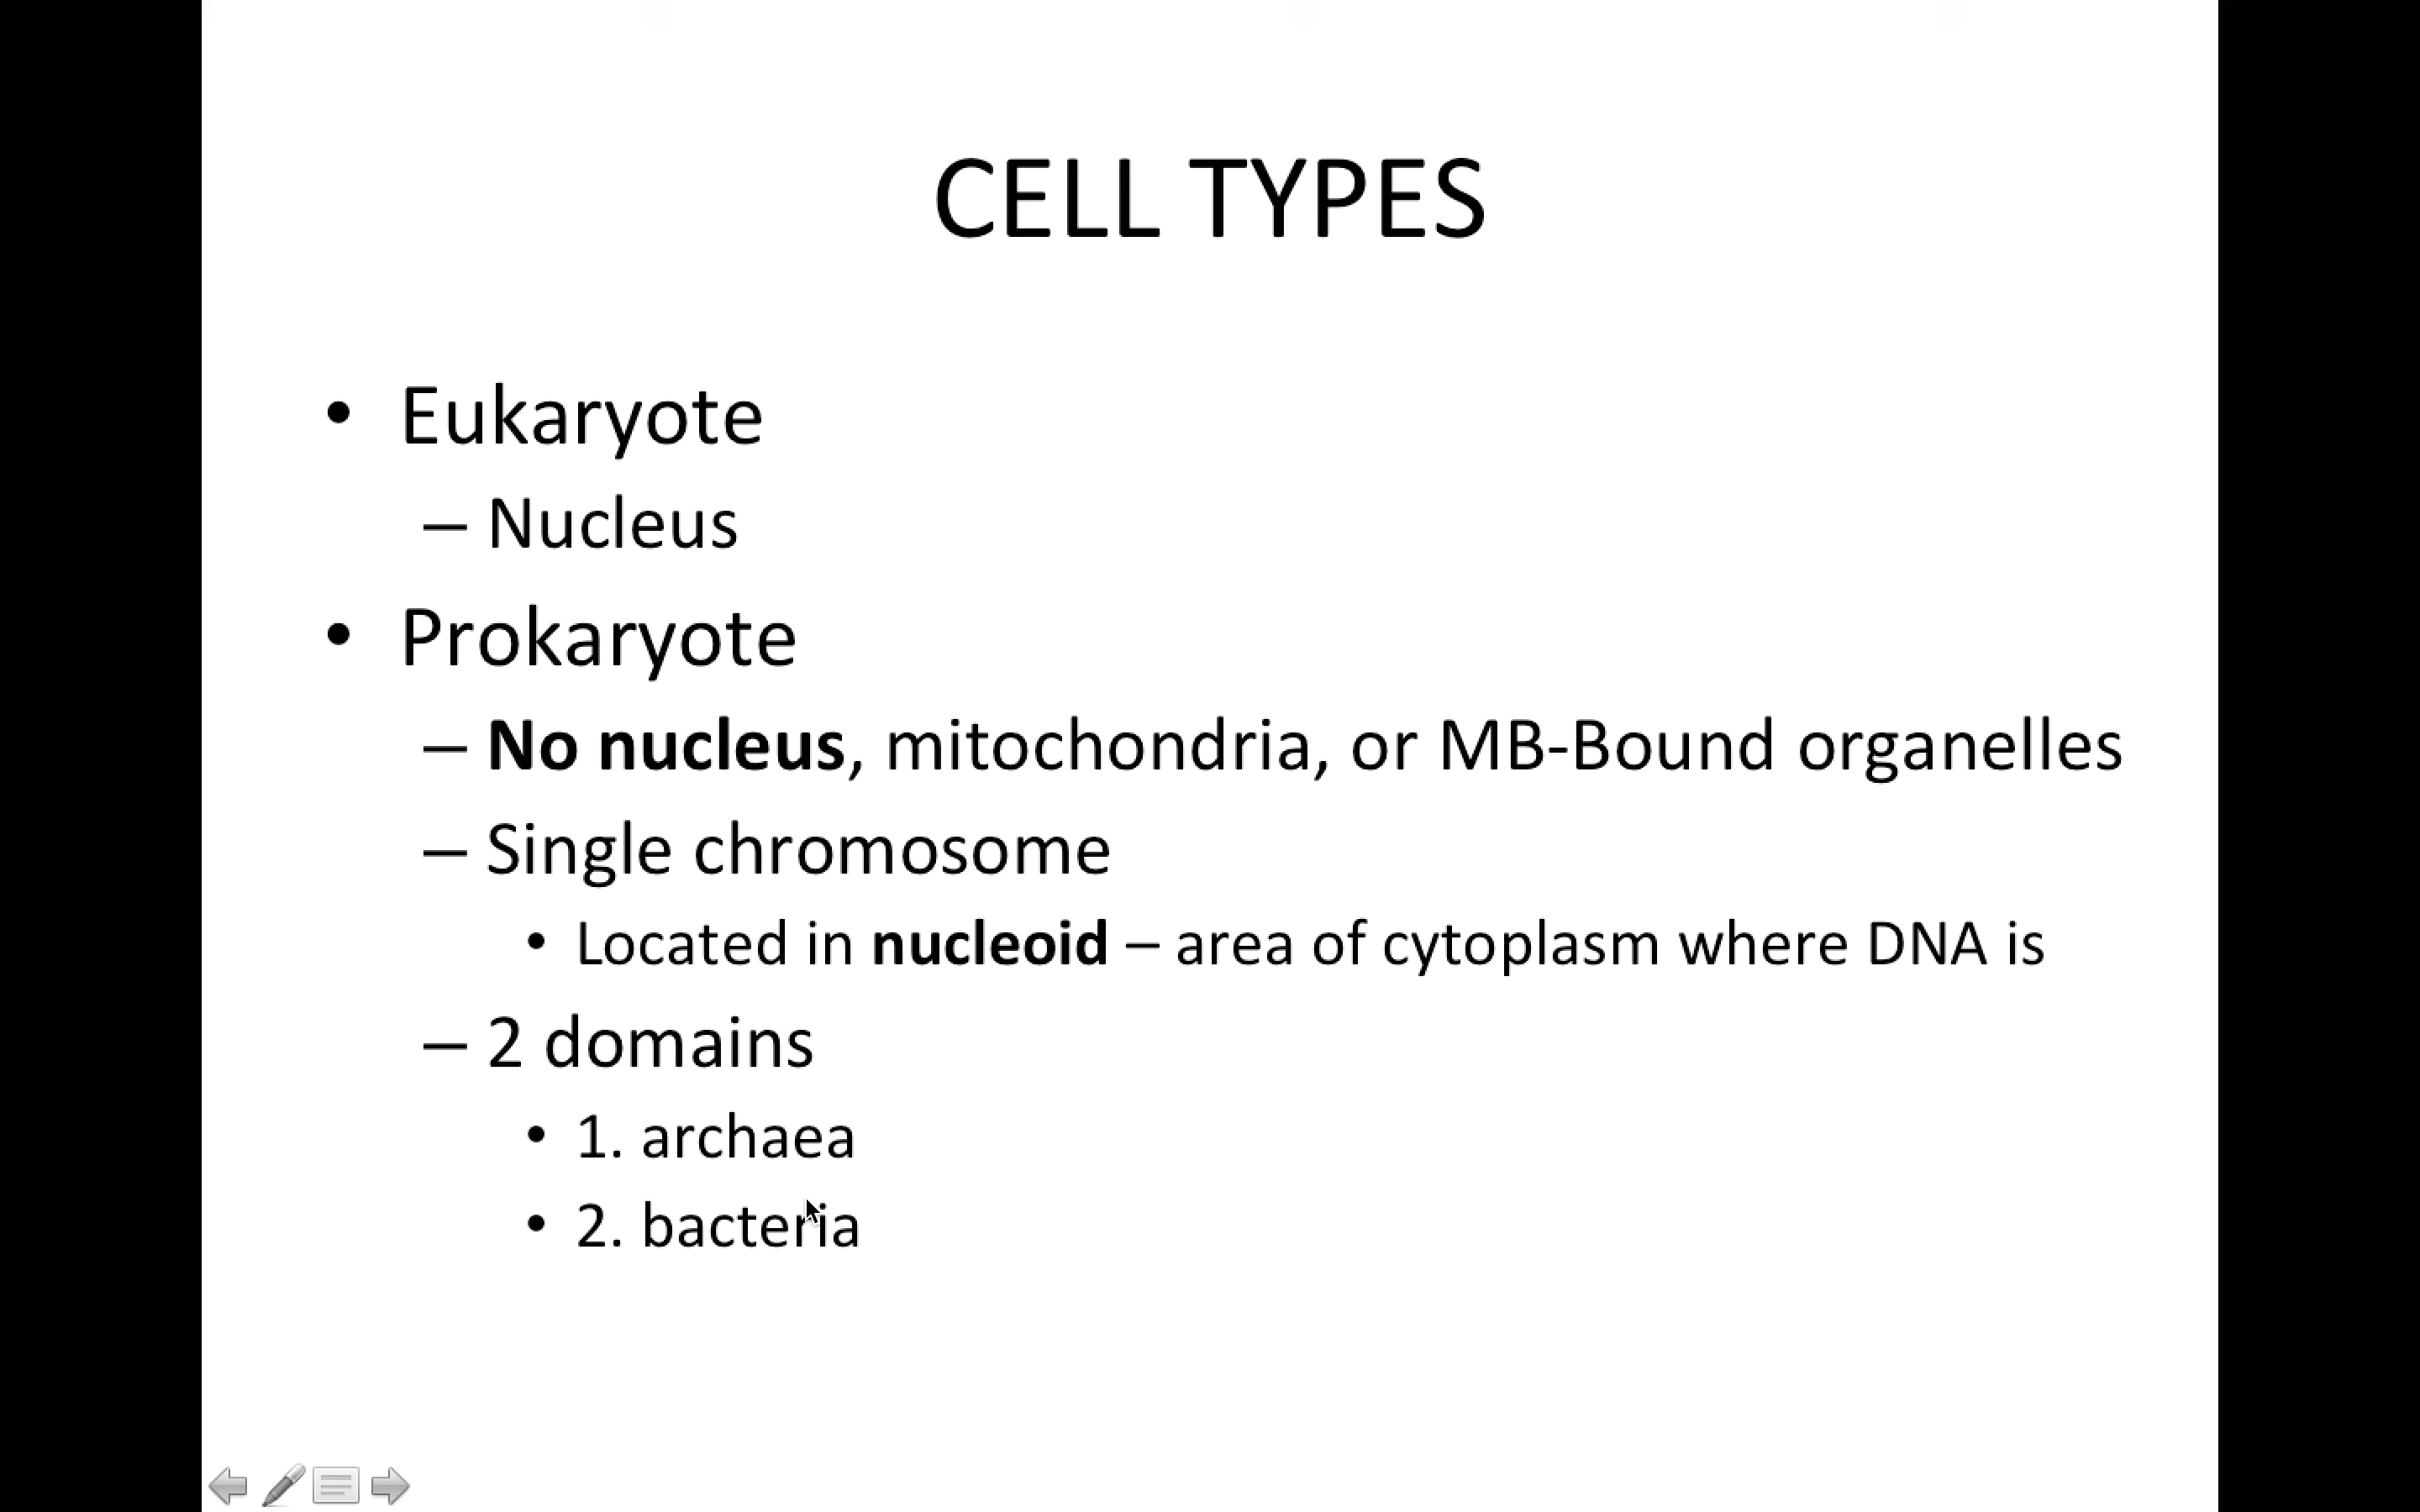 CELL TYPES
• Eukaryote
– Nucleus
• Prokaryote
– No nucleus, mitochondria, or MB-Bound organelles
– Single chromosome
• Located in nucleoid – area of cytoplasm where DNA is
– 2 domains
• 1. archaea
• 2. bacteria